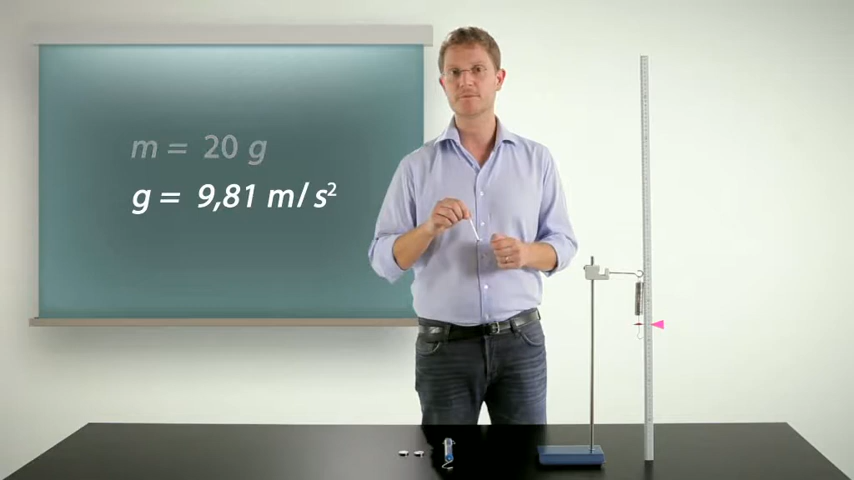 m = 20 g
g = 9,81 m/s²